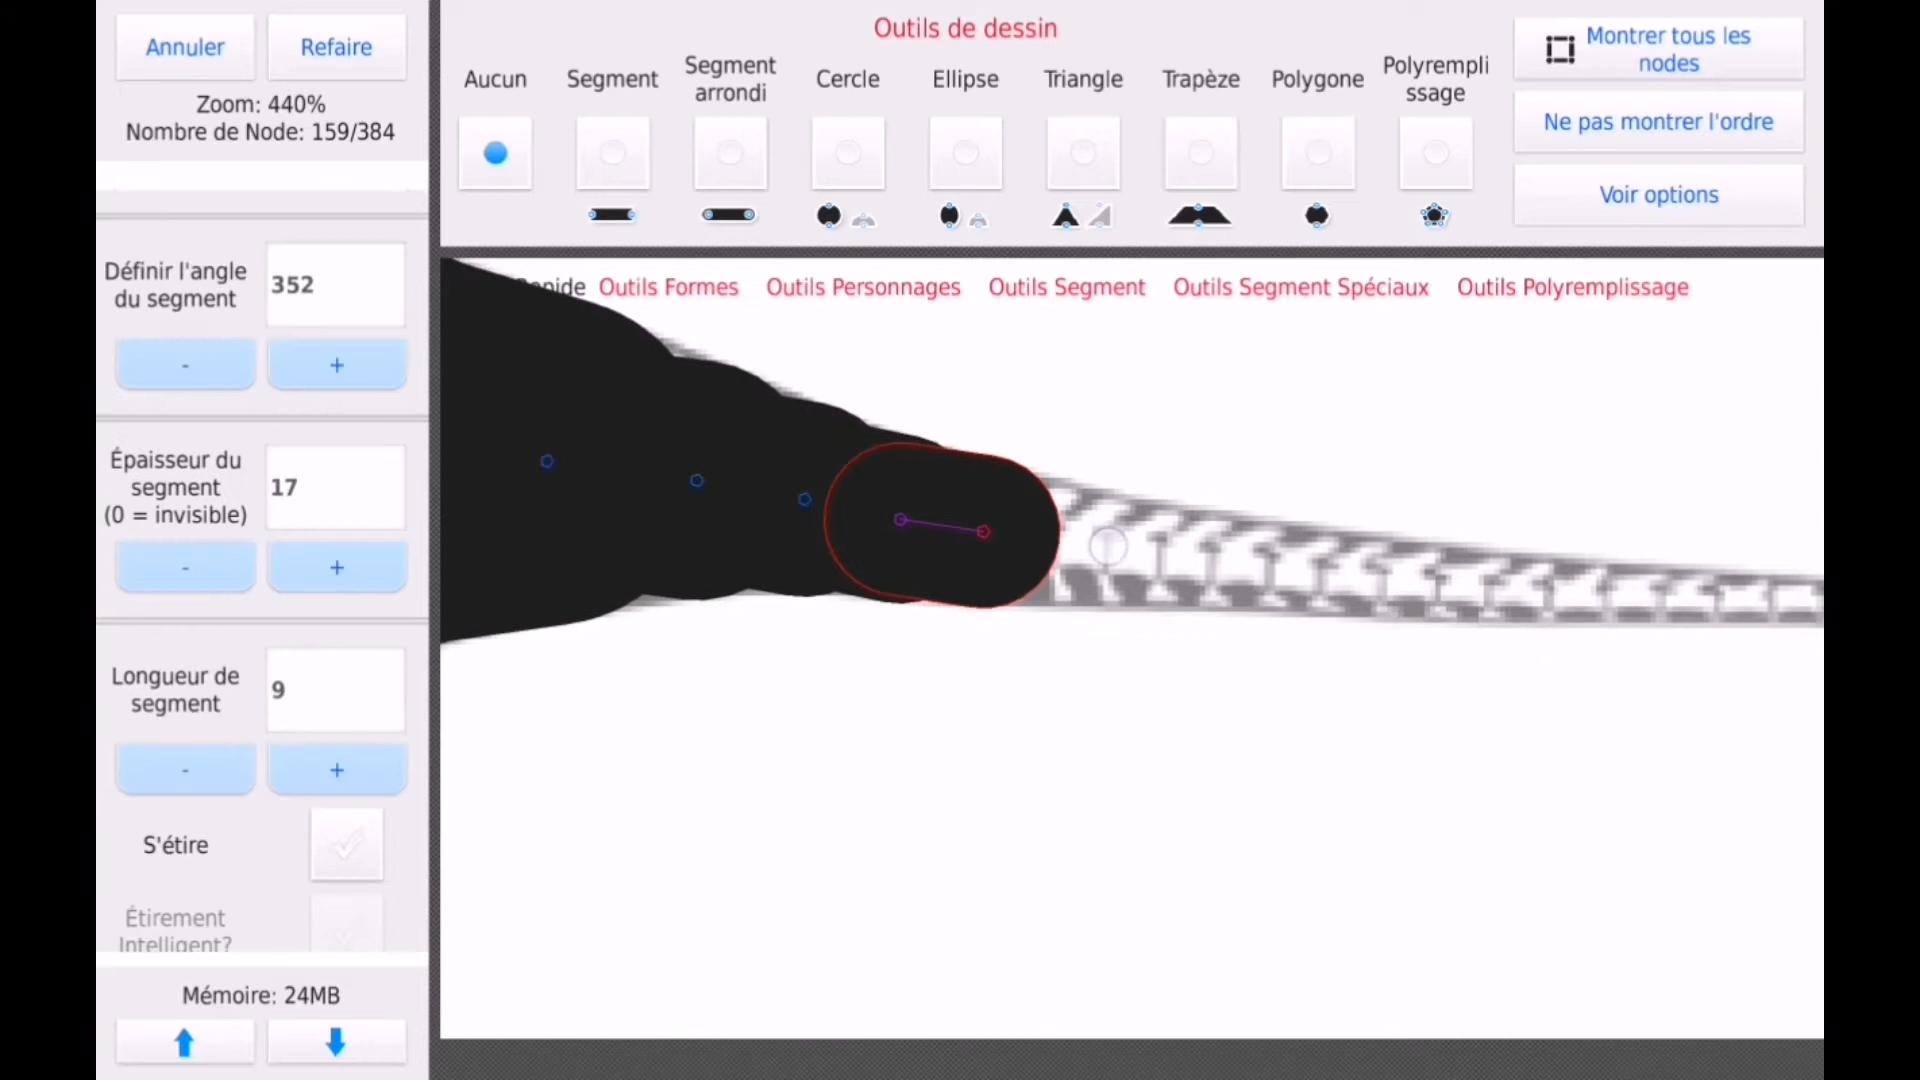 Annuler
Refaire
Zoom: 440%
Nombre de Node: 159/384
Définir l'angle
du segment
352
-
+
Épaisseur du
segment
(0 = invisible)
17
-
+
Longueur de
segment
9
-
+
S'étire
Étirement
Intelligent?
Mémoire: 24MB
Outils de dessin
Aucun
Segment
Segment
arrondi
Cercle
Ellipse
Triangle
Trapèze
Polygone
Polyrempli
ssage
Montrer tous les
nodes
Ne pas montrer l'ordre
Voir options
Outils Formes
Outils Personnages
Outils Segment
Outils Segment Spéciaux
Outils Polyremplissage